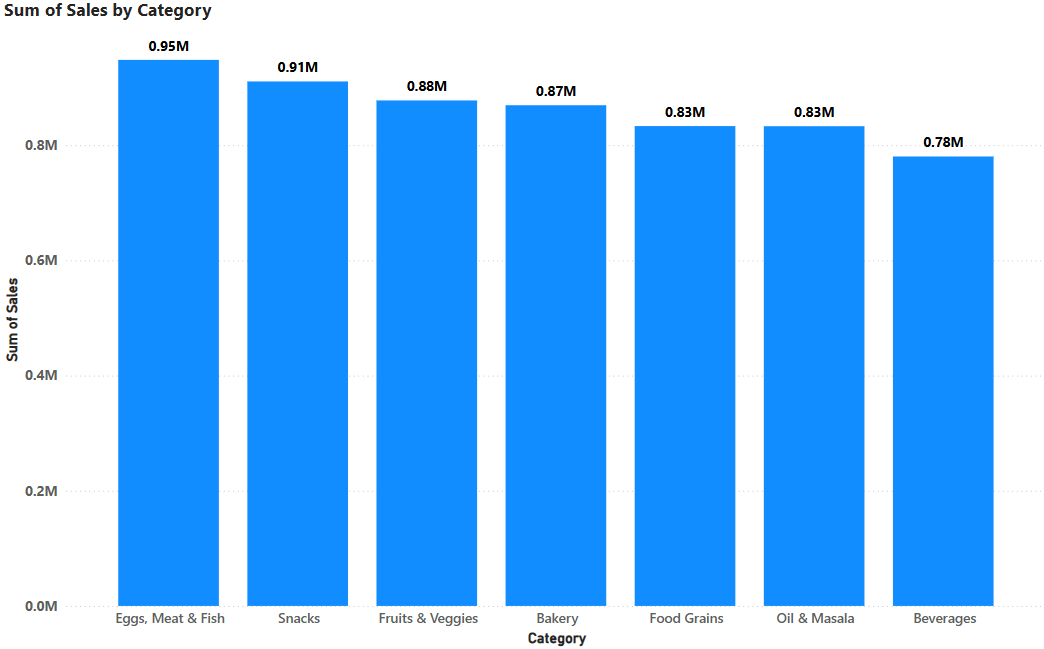 Sum of Sales by Category
0.95M
0.91M
0.88M
0.87M
0.83M
0.83M
0.78M
0.8M
0.6M
0.4M
0.2M
0.0M
Sum of Sales
Eggs, Meat & Fish
Snacks
Fruits & Veggies
Bakery
Food Grains
Oil & Masala
Beverages
Category